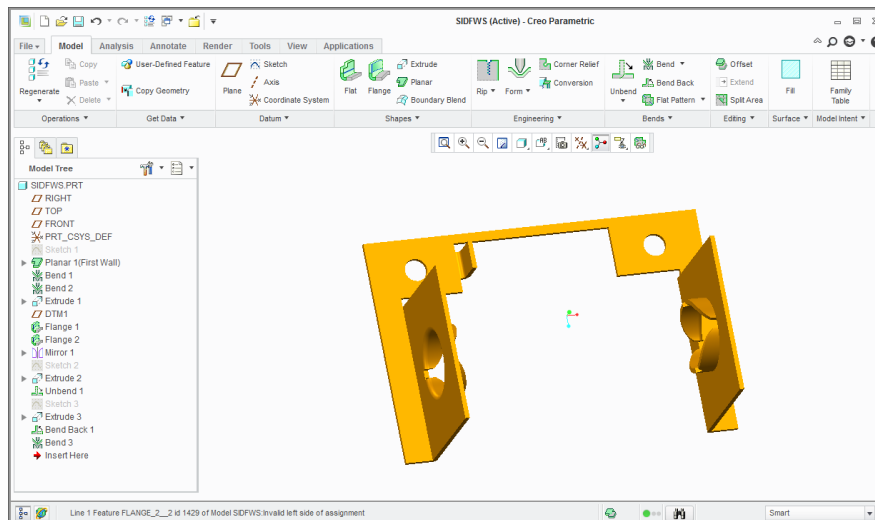 SIDFWS (Active) - Creo Parametric
File Model Analysis Annotate Render Tools View Applications
Regenerate Copy Paste Delete
User-Defined Feature Copy Geometry
Plane Sketch Axis Coordinate System
Flat Flange Extrude Planar Boundary Blend
Rip Form Corner Relief Conversion
Unbend Bend Bend Back Flat Pattern
Offset Extend Split Area
Fill
Family Table
Operations Get Data Datum Shapes Engineering Bends Editing Surface Model Intent
Model Tree
SIDFWS.PRT
RIGHT
TOP
FRONT
PRT_CSYS_DEF
Sketch 1
Planar 1(First Wall)
Bend 1
Bend 2
Extrude 1
DTM1
Flange 1
Flange 2
Mirror 1
Sketch 2
Extrude 2
Unbend 1
Sketch 3
Extrude 3
Bend Back 1
Bend 3
Insert Here
Line 1 Feature FLANGE_2__2 id 1429 of Model SIDFWS:Invalid left side of assignment
Smart